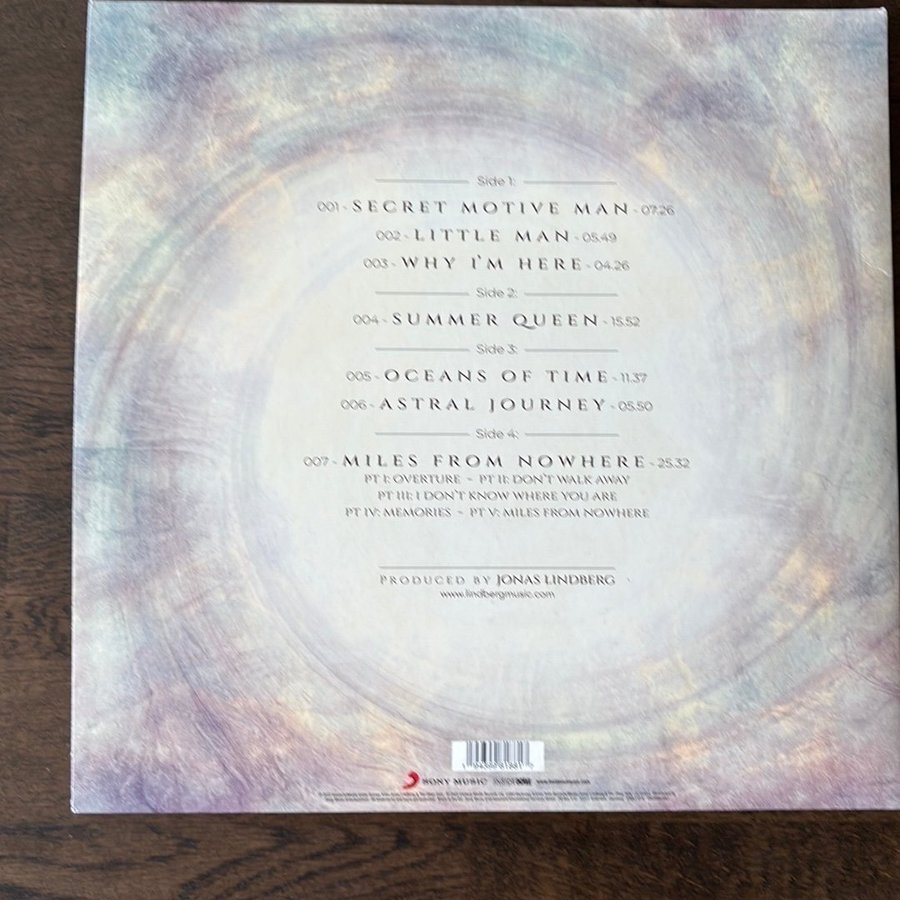 Side 1:
001 - SECRET MOTIVE MAN - 07.26
002 - LITTLE MAN - 05.49
003 - WHY I'M HERE - 04.26
Side 2:
004 - SUMMER QUEEN - 15.52
Side 3:
005 - OCEANS OF TIME - 11.37
006 - ASTRAL JOURNEY - 05.50
Side 4:
007 - MILES FROM NOWHERE - 25.32
PT I: OVERTURE ~ PT II: DON'T WALK AWAY
PT III: I DON'T KNOW WHERE YOU ARE
PT IV: MEMORIES ~ PT V: MILES FROM NOWHERE
PRODUCED BY JONAS LINDBERG
www.lindbergmusic.com
SONY MUSIC